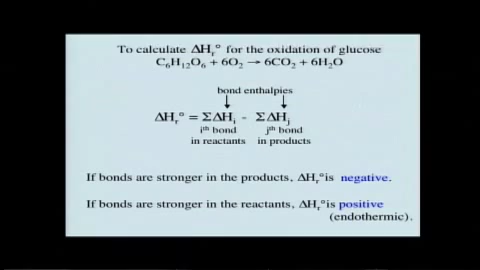 To calculate ΔHᵣ° for the oxidation of glucose
C₆H₁₂O₆ + 6O₂ → 6CO₂ + 6H₂O
bond enthalpies
ΔHᵣ° = ΣΔHᵢ - ΣΔHⱼ
iᵗʰ bond jᵗʰ bond
in reactants in products
If bonds are stronger in the products, ΔHᵣ°is negative.
If bonds are stronger in the reactants, ΔHᵣ°is positive
(endothermic).